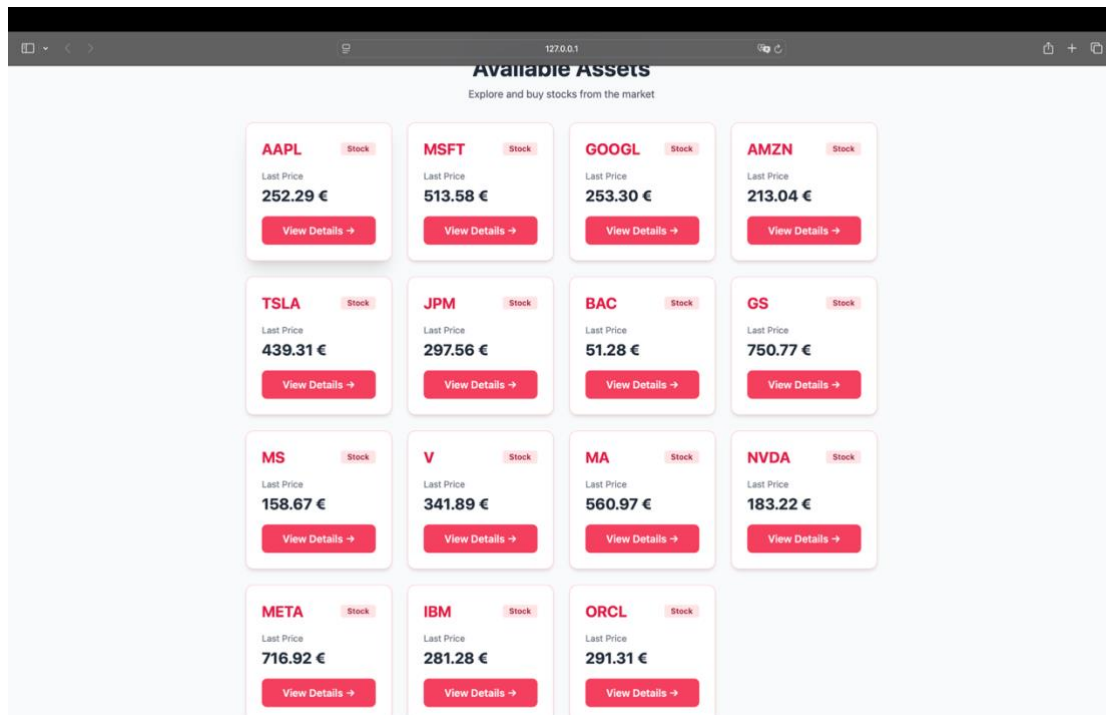 127.0.0.1
Available Assets
Explore and buy stocks from the market
AAPL Stock
Last Price
252.29 €
View Details →
MSFT Stock
Last Price
513.58 €
View Details →
GOOGL Stock
Last Price
253.30 €
View Details →
AMZN Stock
Last Price
213.04 €
View Details →
TSLA Stock
Last Price
439.31 €
View Details →
JPM Stock
Last Price
297.56 €
View Details →
BAC Stock
Last Price
51.28 €
View Details →
GS Stock
Last Price
750.77 €
View Details →
MS Stock
Last Price
158.67 €
View Details →
V Stock
Last Price
341.89 €
View Details →
MA Stock
Last Price
560.97 €
View Details →
NVDA Stock
Last Price
183.22 €
View Details →
META Stock
Last Price
716.92 €
View Details →
IBM Stock
Last Price
281.28 €
View Details →
ORCL Stock
Last Price
291.31 €
View Details →